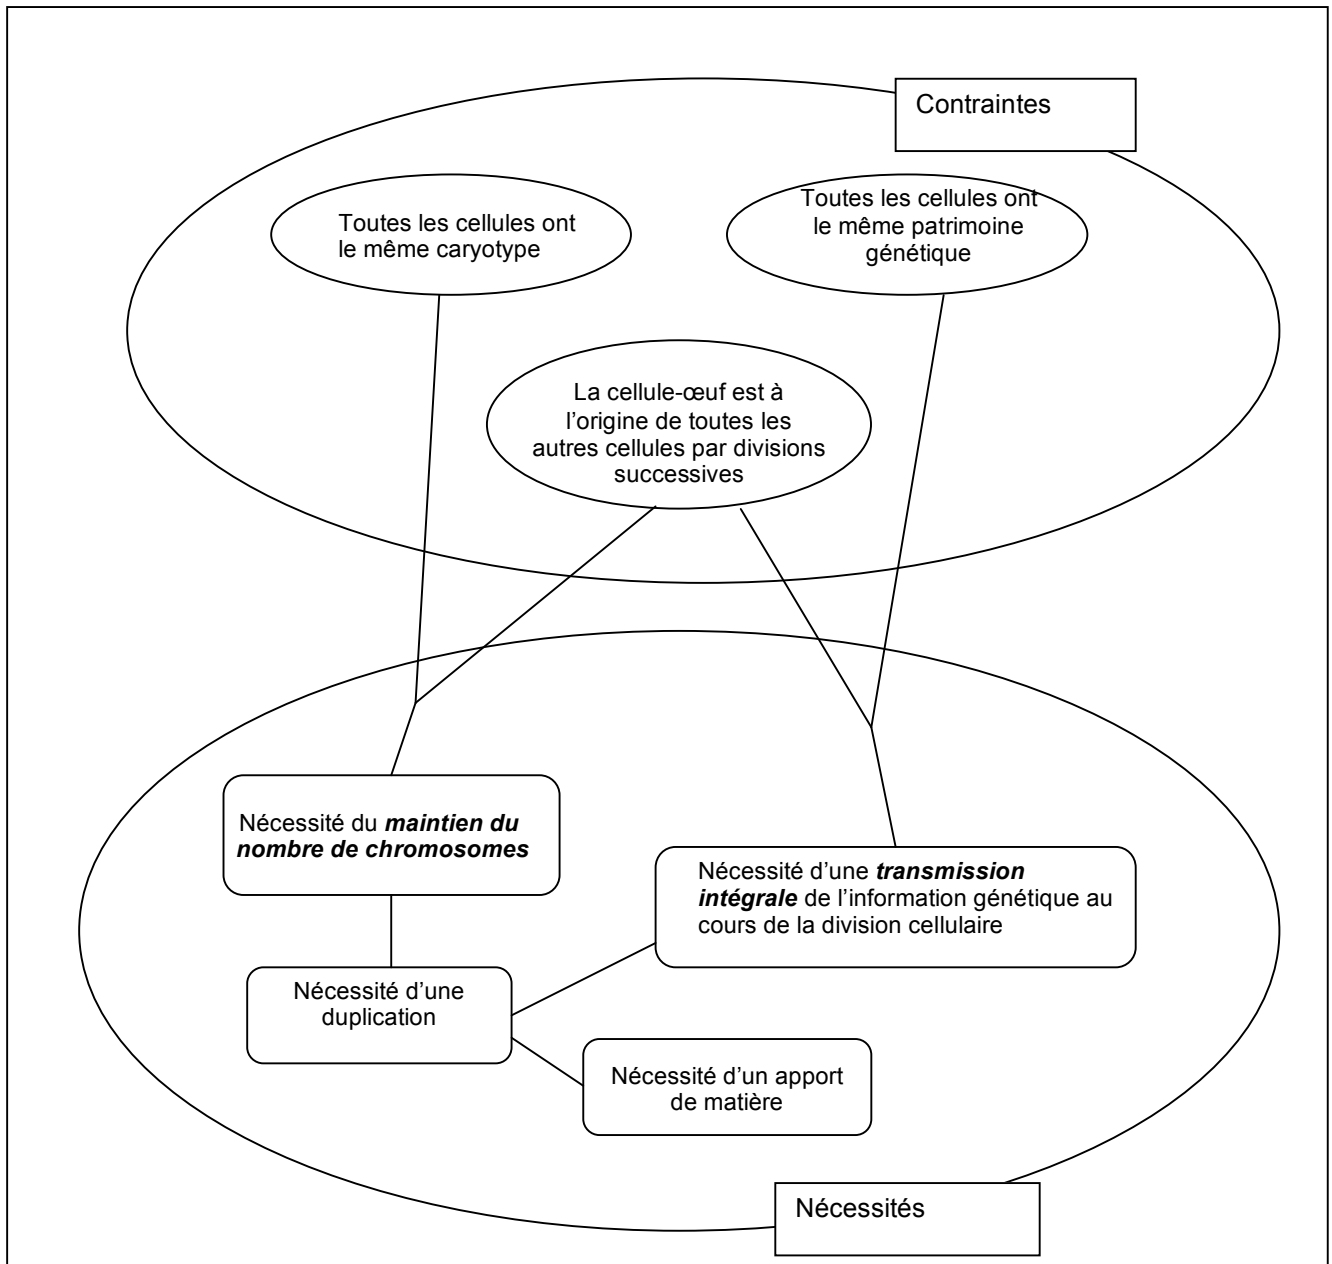 Contraintes
Toutes les cellules ont
le même caryotype
Toutes les cellules ont
le même patrimoine
génétique
La cellule-œuf est à
l’origine de toutes les
autres cellules par divisions
successives
Nécessité du maintien du
nombre de chromosomes
Nécessité d’une transmission
intégrale de l’information génétique au
cours de la division cellulaire
Nécessité d’une
duplication
Nécessité d’un apport
de matière
Nécessités